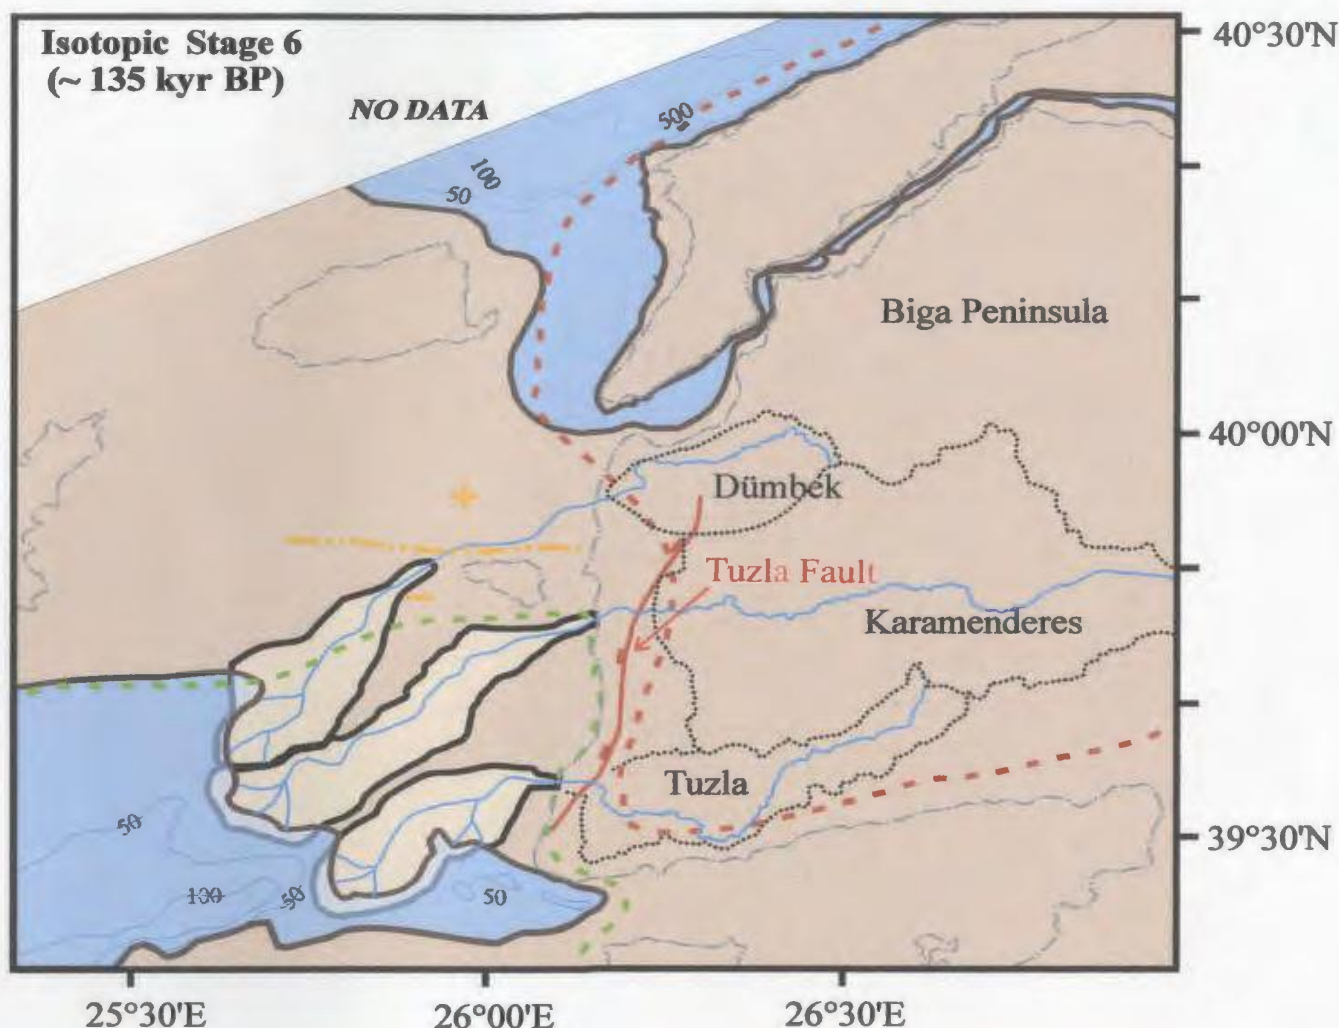 Isotopic Stage 6
(~ 135 kyr BP)
NO DATA
40°30'N
500
100
50
Biga Peninsula
40°00'N
Dümbek
Tuzla Fault
Karamenderes
Tuzla
39°30'N
50
100
50
50
25°30'E
26°00'E
26°30'E